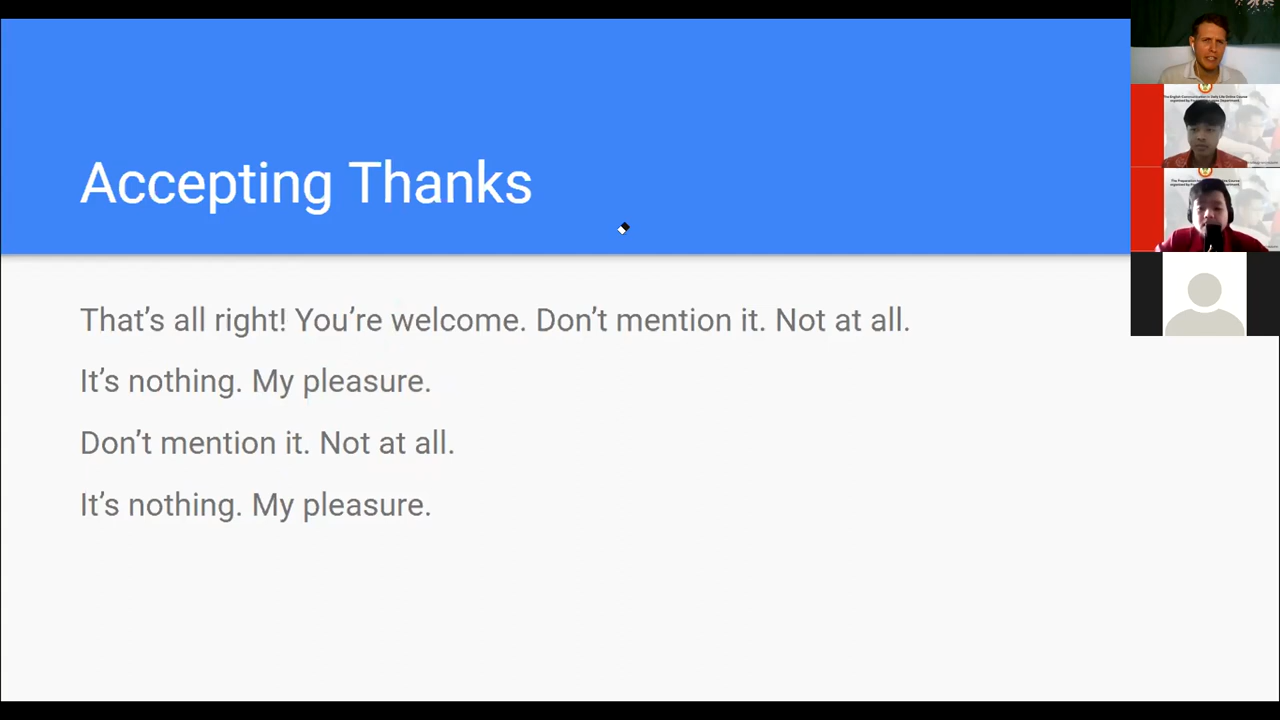 Accepting Thanks
That's all right! You're welcome. Don't mention it. Not at all.
It's nothing. My pleasure.
Don't mention it. Not at all.
It's nothing. My pleasure.